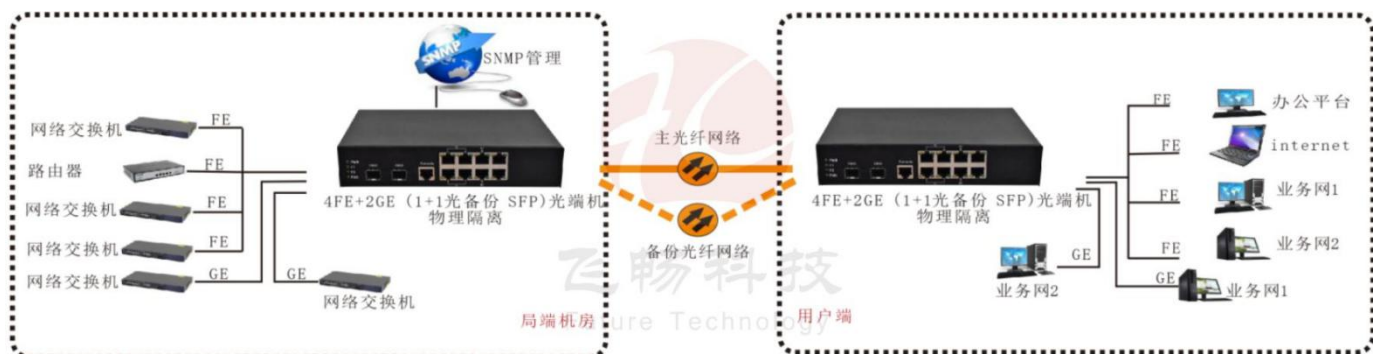 SNMP
SNMP管理
网络交换机
FE
路由器
FE
网络交换机
FE
网络交换机
FE
网络交换机
GE
GE
网络交换机
4FE+2GE (1+1光备份 SFP)光端机
物理隔离
局端机房
主光纤网络
备份光纤网络
飞畅科技
Future Technology
4FE+2GE (1+1光备份 SFP)光端机
物理隔离
用户端
FE
办公平台
FE
internet
FE
业务网1
FE
业务网2
GE
业务网1
GE
业务网2